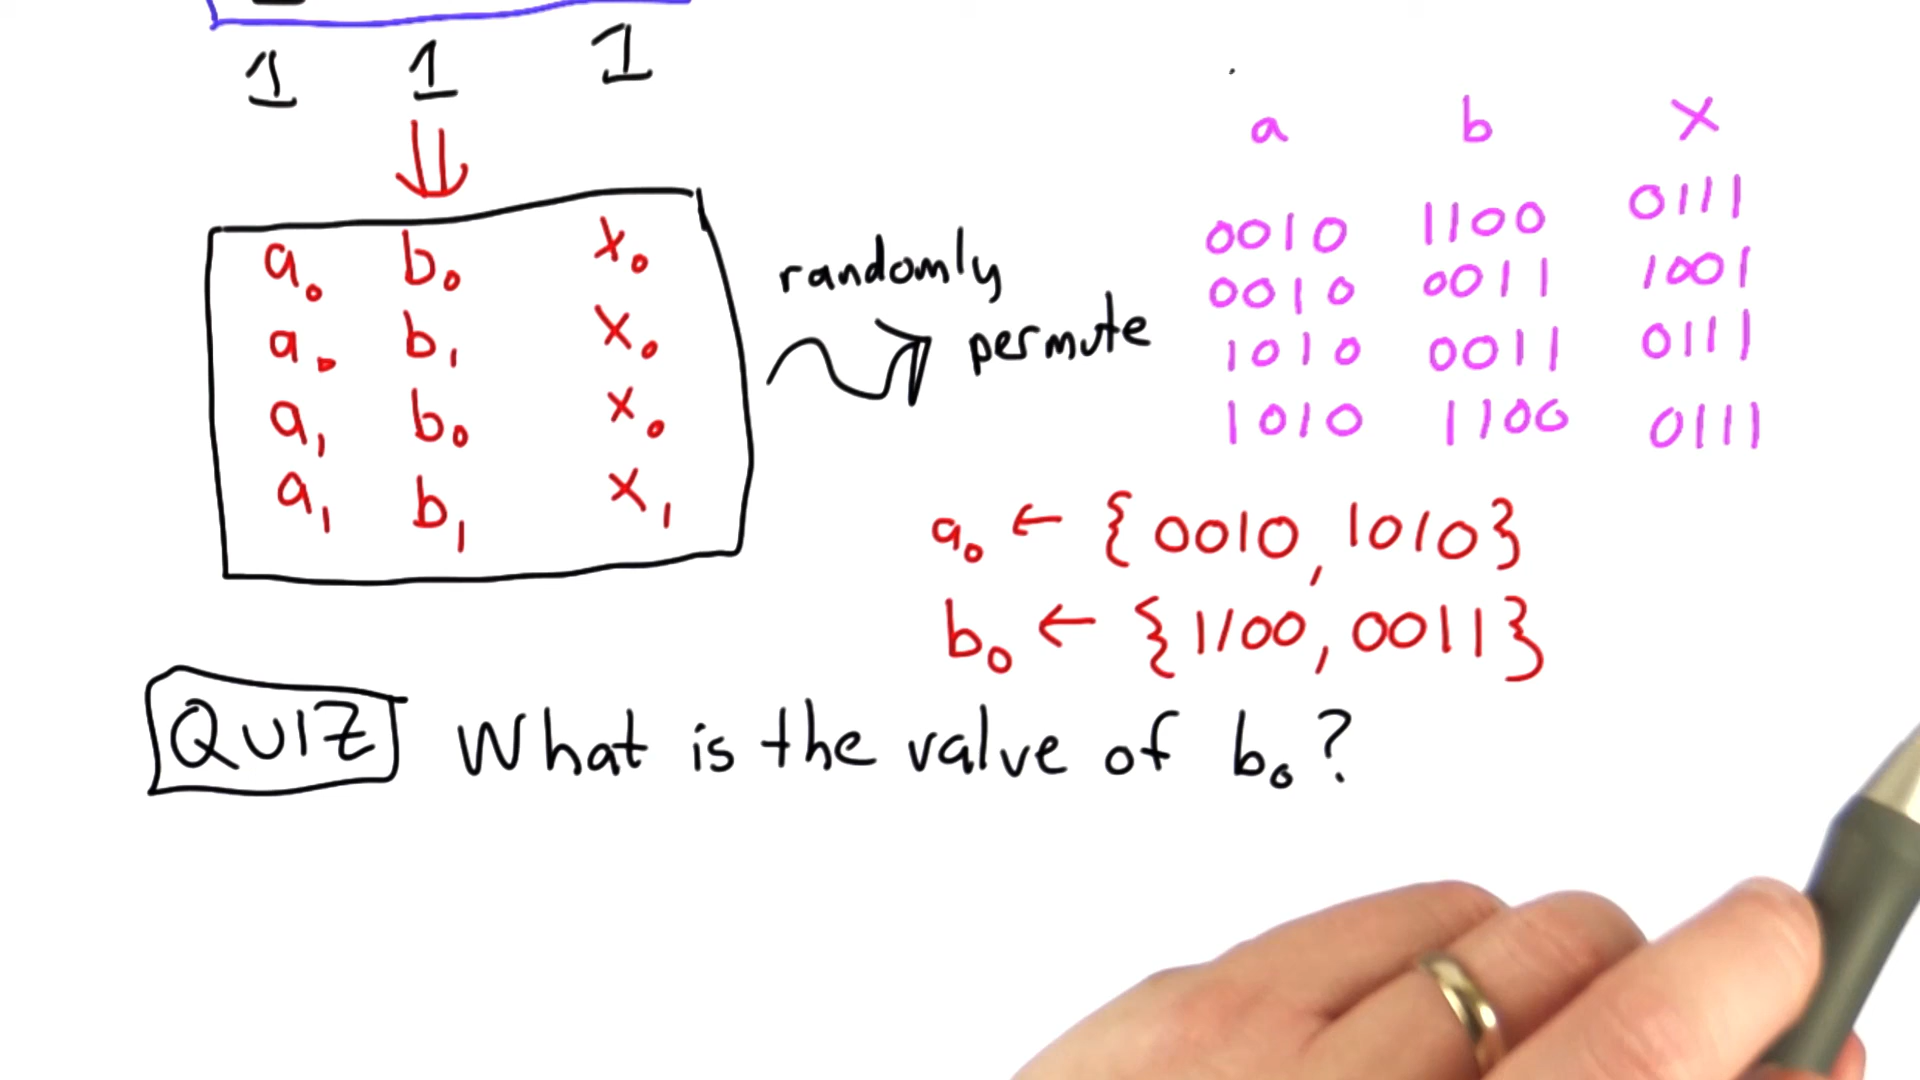 1 1 1
a₀ b₀ x₀
a₀ b₁ x₀
a₁ b₀ x₀
a₁ b₁ x₁
randomly
permute
a b x
0010 1100 0111
0010 0011 1001
1010 0011 0111
1010 1100 0111
a₀ ← {0010, 1010}
b₀ ← {1100, 0011}
QUIZ What is the value of b₀?